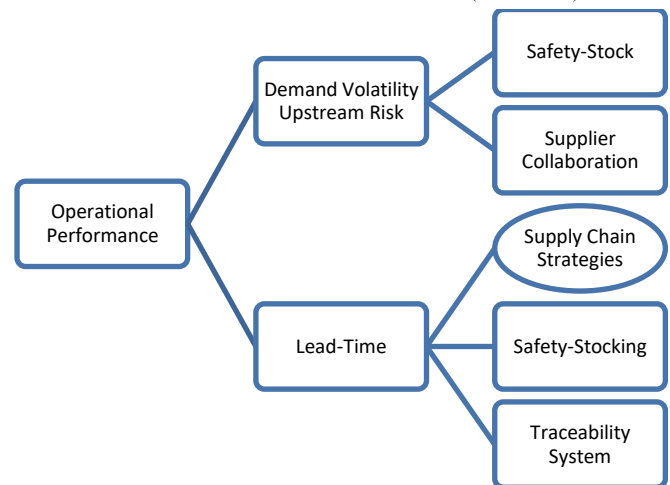 Safety-Stock
Demand Volatility
Upstream Risk
Supplier
Collaboration
Operational
Performance
Supply Chain
Strategies
Lead-Time
Safety-Stocking
Traceability
System